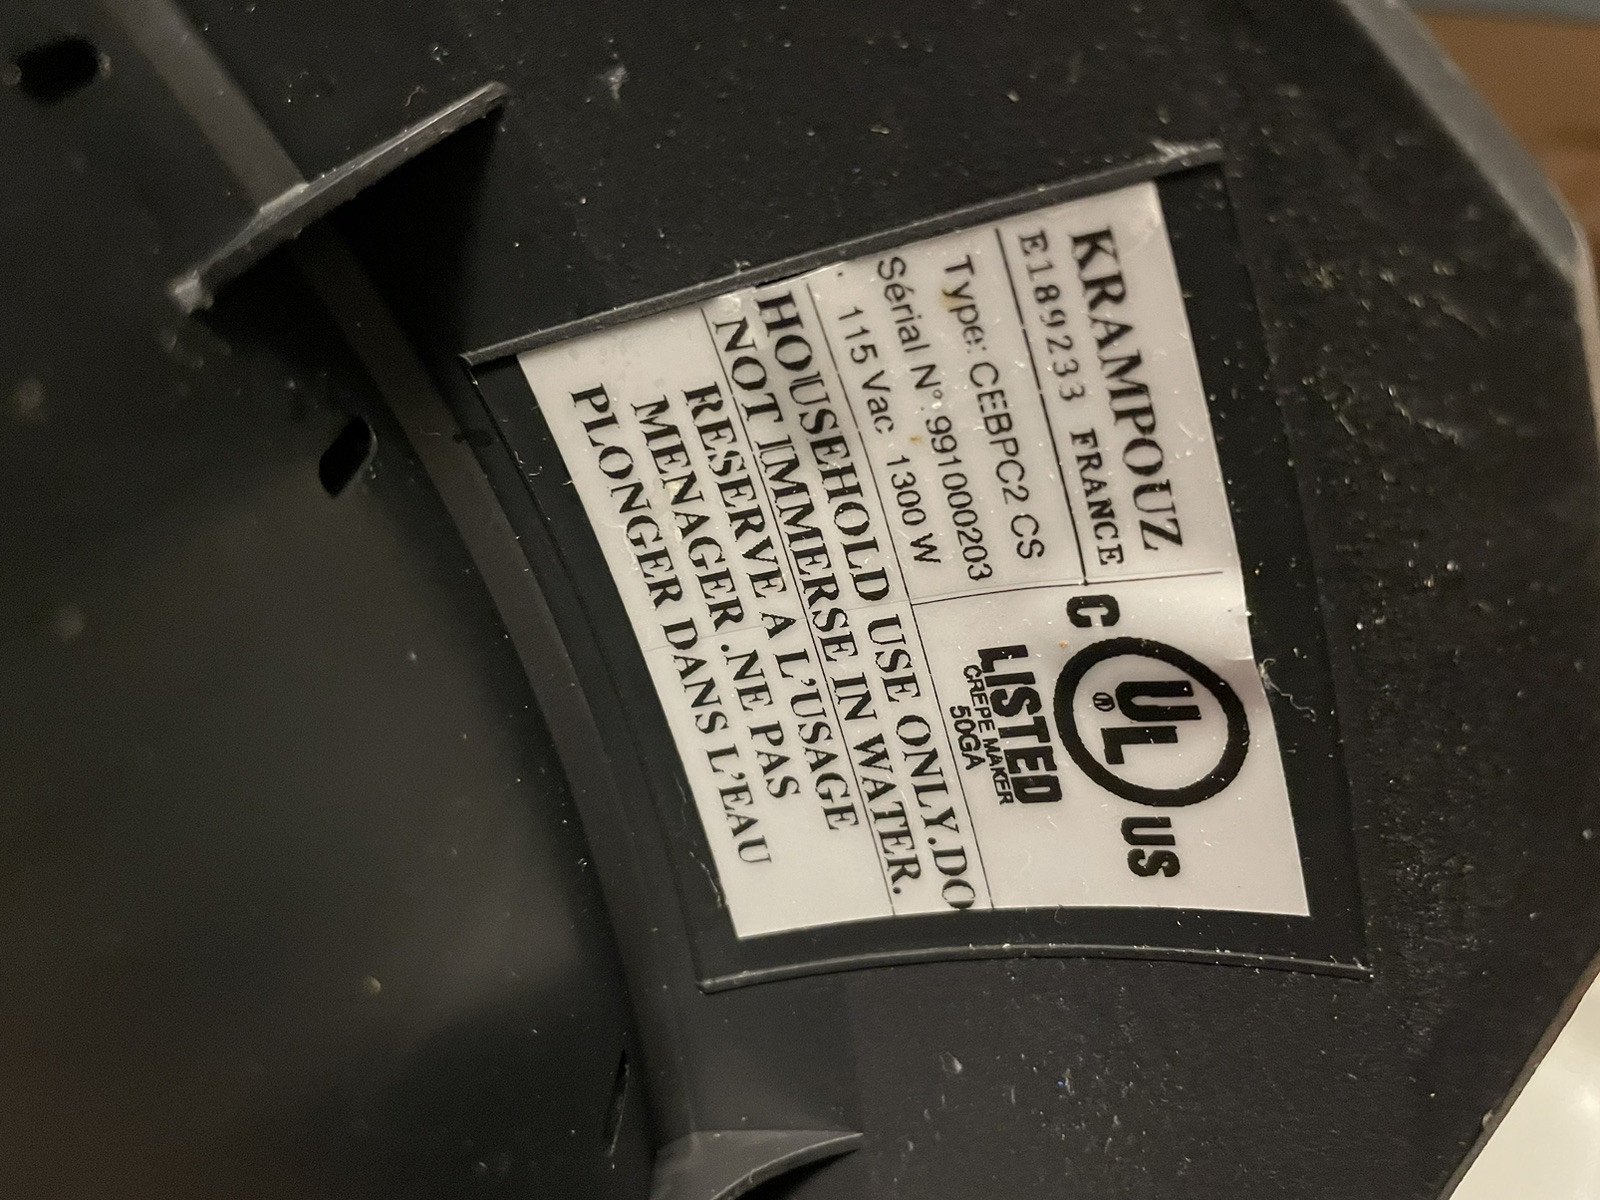 KRAMPOUZ
E189233 FRANCE
Type: CEBPC2 CS
Sérial N° 991000203
115 Vac 1300 W
C UL US
®
LISTED
CREPE MAKER
50GA
HOUSEHOLD USE ONLY.DO
NOT IMMERSE IN WATER.
RESERVE A L'USAGE
MENAGER .NE PAS
PLONGER DANS L'EAU